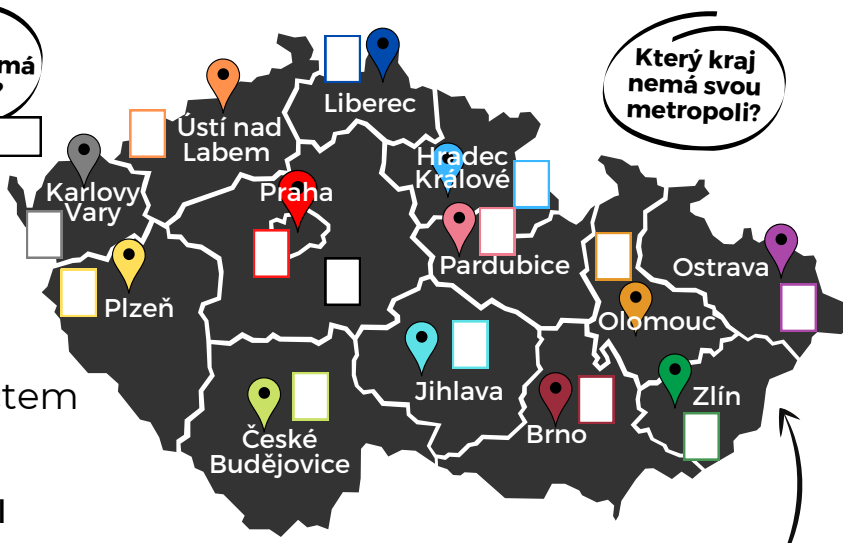 má
?
Který kraj
nemá svou
metropoli?
Liberec
Ústí nad
Labem
Hradec
Králové
Karlovy
Vary
Praha
Pardubice
Ostrava
Plzeň
Olomouc
Jihlava
Zlín
tem
Brno
České
Budějovice